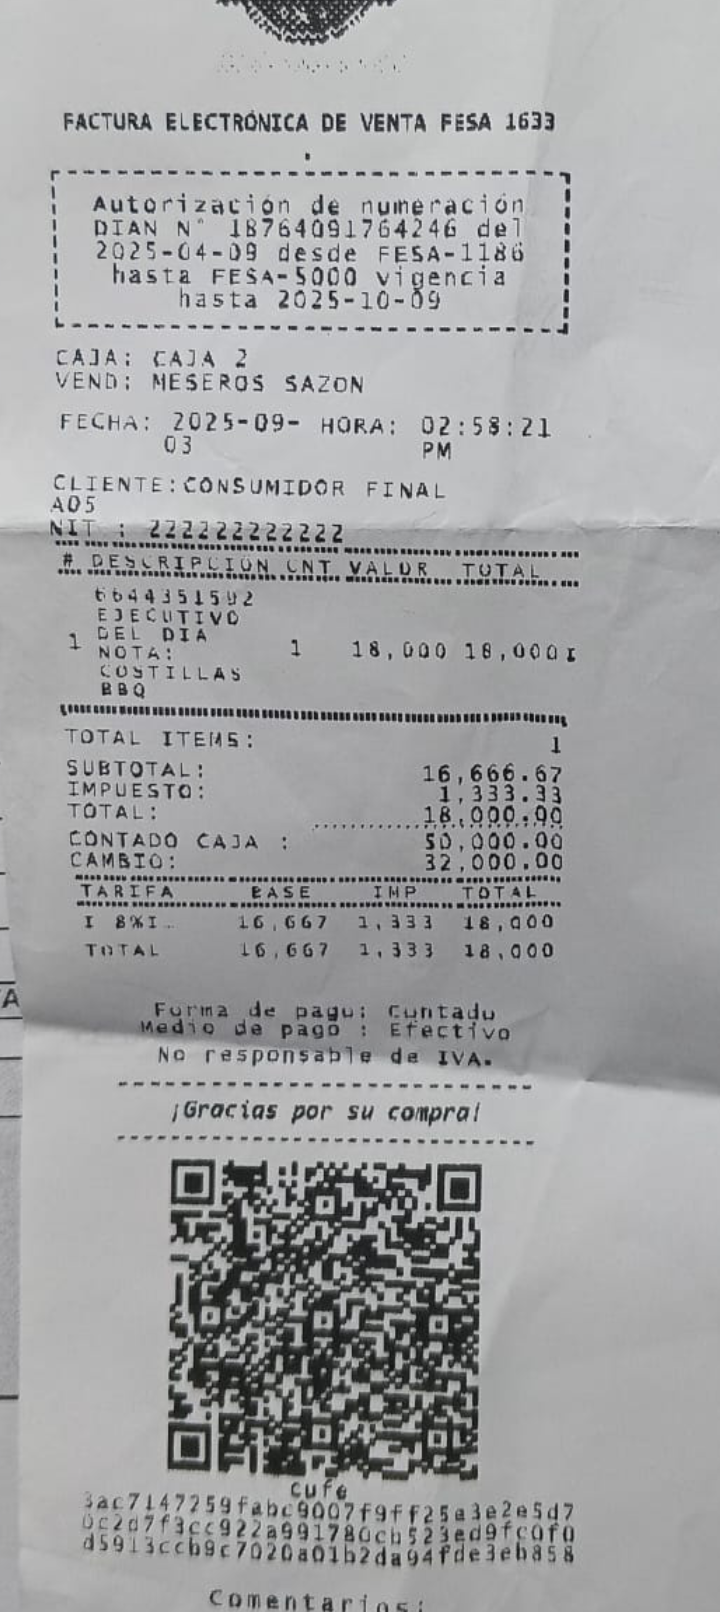 FACTURA ELECTRÓNICA DE VENTA FESA 1633
Autorización de numeración
DIAN N° 18764091764246 del
2025-04-09 desde FESA-1186
hasta FESA-5000 vigencia
hasta 2025-10-09
CAJA: CAJA 2
VEND: MESEROS SAZON
FECHA: 2025-09- HORA: 02:58:21
03 PM
CLIENTE:CONSUMIDOR FINAL
A05
NIT : 222222222222
# DESCRIPCIÓN CNT VALOR TOTAL
6644351592
EJECUTIVO
DEL DIA
1 NOTA: 1 18,000 18,000I
COSTILLAS
BBQ
TOTAL ITEMS: 1
SUBTOTAL: 16,666.67
IMPUESTO: 1,333.33
TOTAL: 18,000.00
CONTADO CAJA : 50,000.00
CAMBIO: 32,000.00
TARIFA BASE IMP TOTAL
I 8%I 16,667 1,333 18,000
TOTAL 16,667 1,333 18,000
Forma de pago: Contado
Medio de pago : Efectivo
No responsable de IVA.
¡Gracias por su compra!
cufe
3ac7147259fabc9007f9ff25a3e2e5d7
0c2d7f3cc922a991780cb523ed9fc0f0
d5913ccb9c7020a01b2da94fde3eb858
Comentarios: